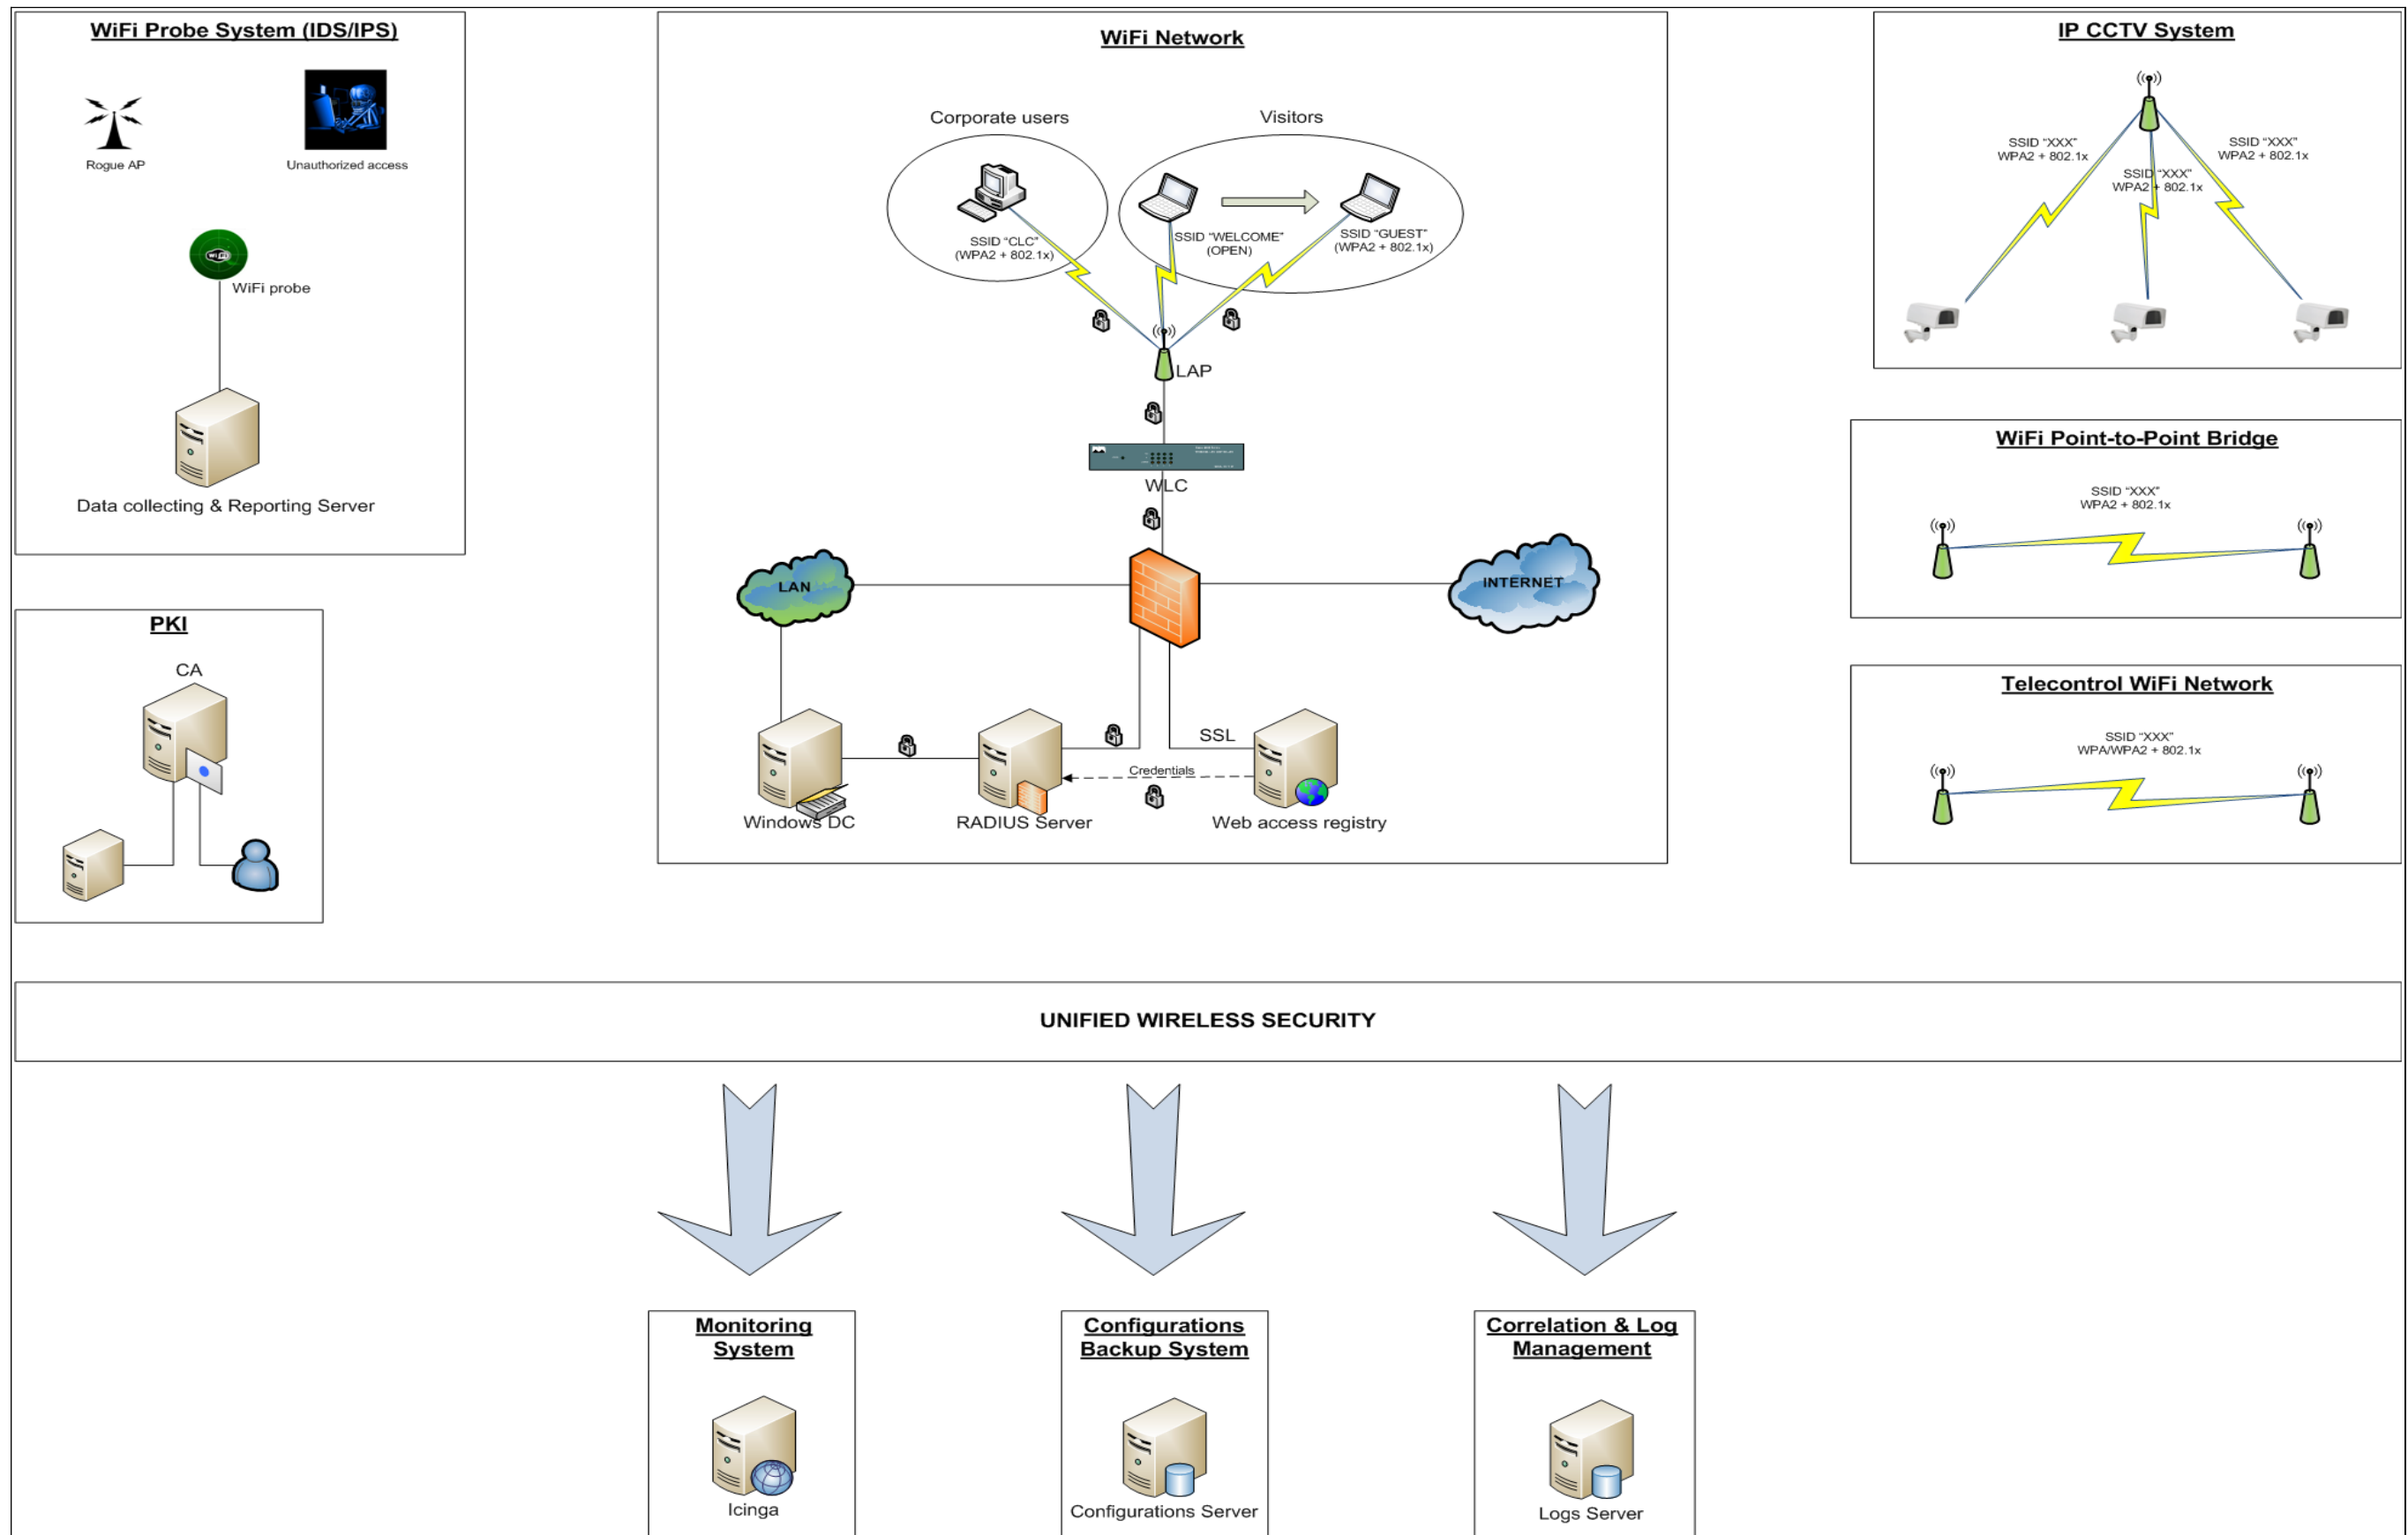 WiFi Probe System (IDS/IPS)
Rogue AP
Unauthorized access
WiFi
WiFi probe
Data collecting & Reporting Server
PKI
CA
WiFi Network
Corporate users
Visitors
SSID “CLC”
(WPA2 + 802.1x)
SSID “WELCOME”
(OPEN)
SSID “GUEST”
(WPA2 + 802.1x)
LAP
WLC
LAN
INTERNET
SSL
Credentials
Windows DC
RADIUS Server
Web access registry
IP CCTV System
SSID “XXX”
WPA2 + 802.1x
SSID “XXX”
WPA2 + 802.1x
SSID “XXX”
WPA2 + 802.1x
WiFi Point-to-Point Bridge
SSID “XXX”
WPA2 + 802.1x
Telecontrol WiFi Network
SSID “XXX”
WPA/WPA2 + 802.1x
UNIFIED WIRELESS SECURITY
Monitoring
System
Icinga
Configurations
Backup System
Configurations Server
Correlation & Log
Management
Logs Server